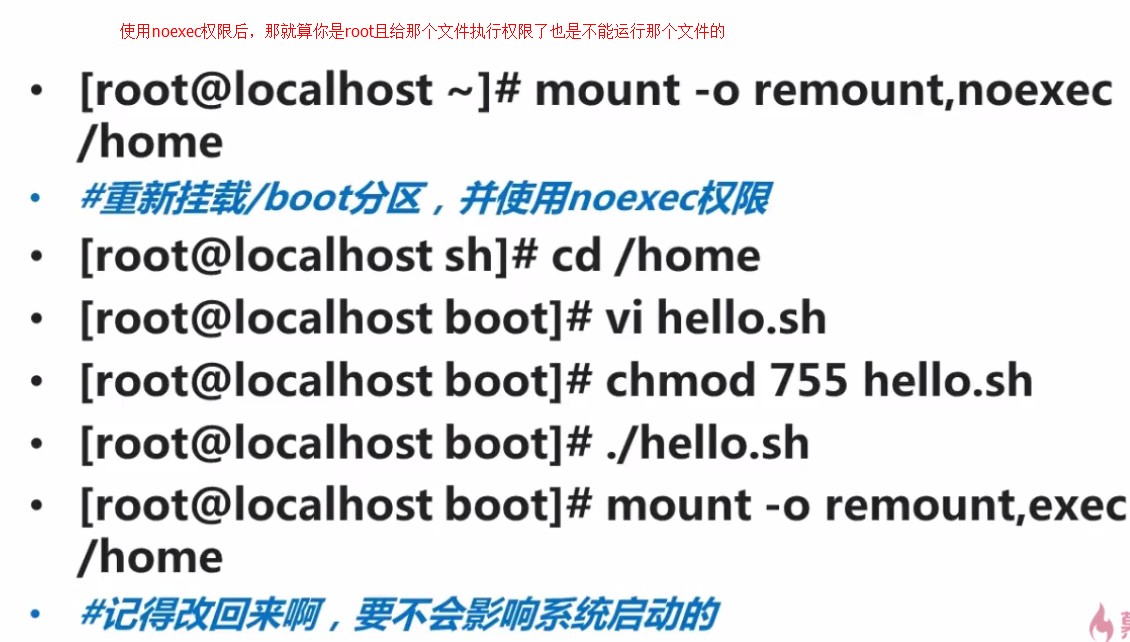 使用noexec权限后，那就算你是root且给那个文件执行权限了也是不能运行那个文件的
• [root@localhost ~]# mount -o remount,noexec
/home
• #重新挂载/boot分区，并使用noexec权限
• [root@localhost sh]# cd /home
• [root@localhost boot]# vi hello.sh
• [root@localhost boot]# chmod 755 hello.sh
• [root@localhost boot]# ./hello.sh
• [root@localhost boot]# mount -o remount,exec
/home
• #记得改回来啊，要不会影响系统启动的